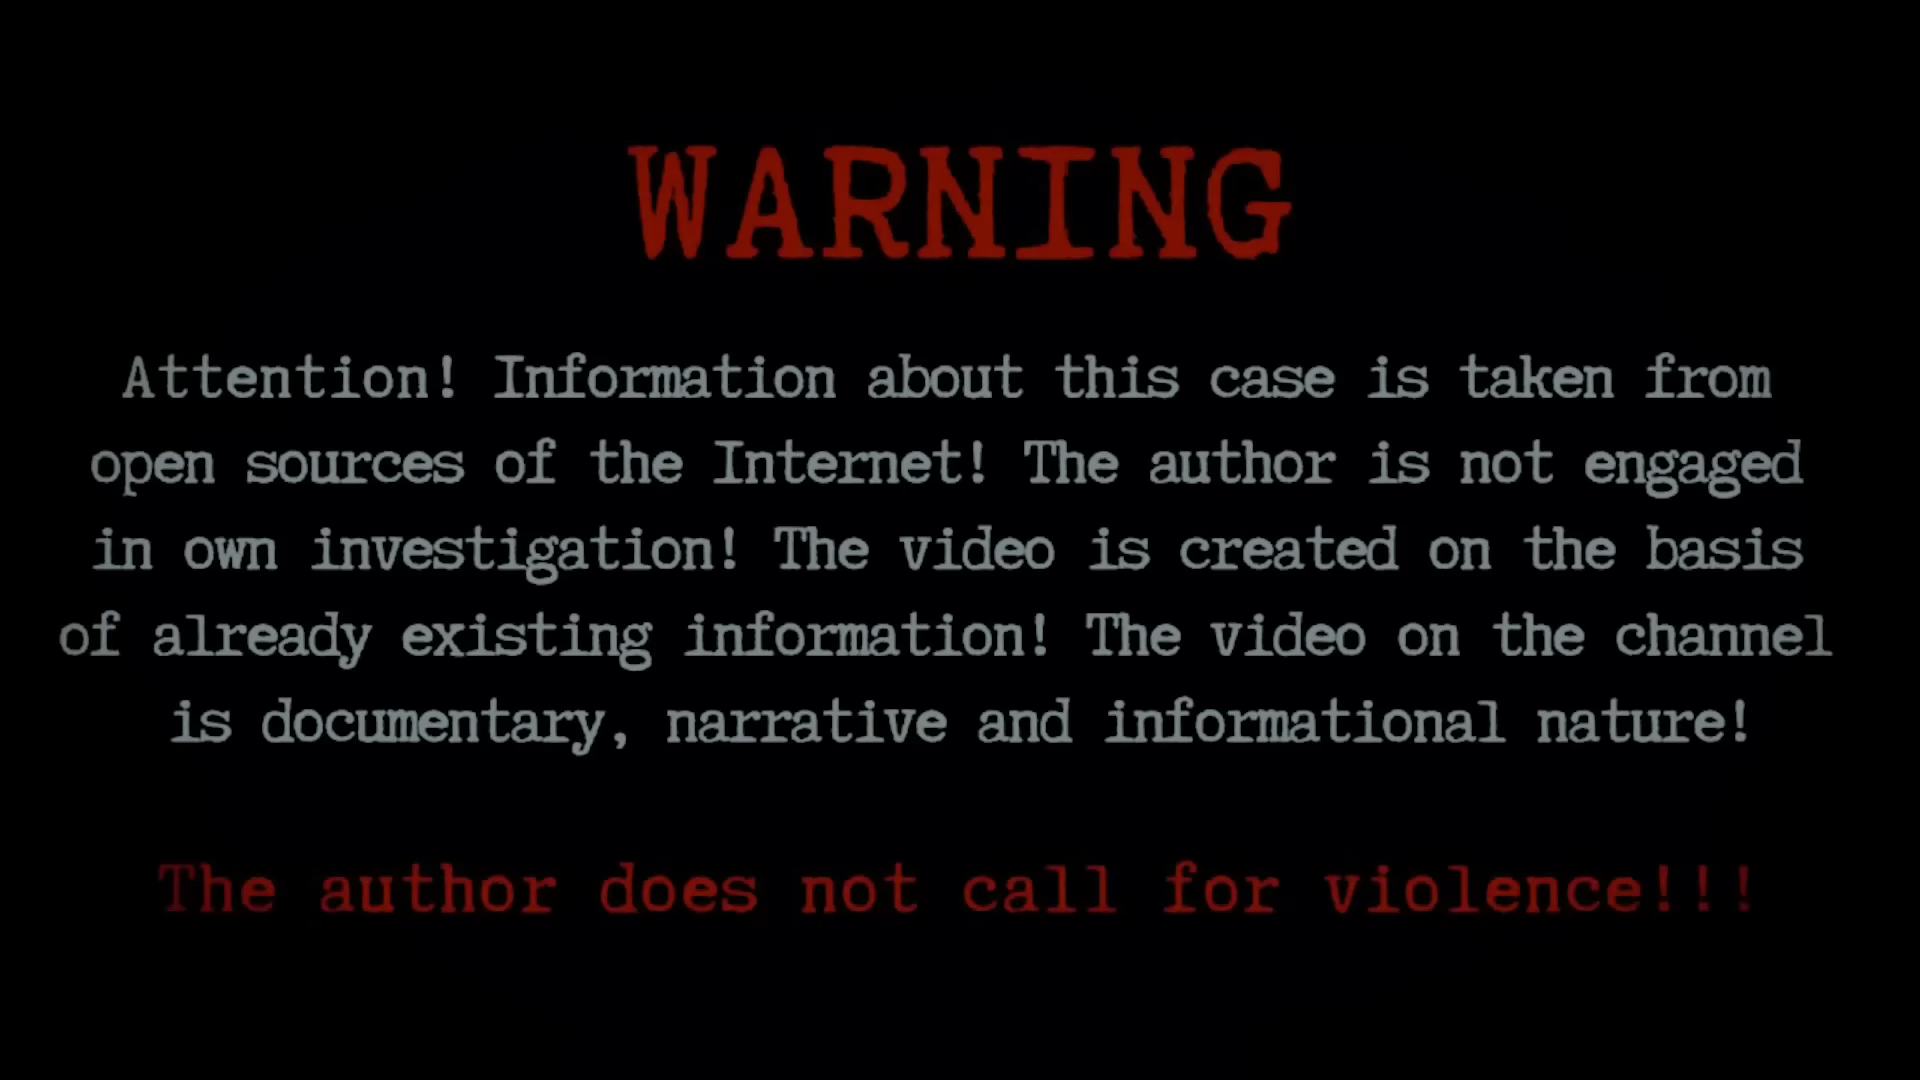 WARNING
Attention! Information about this case is taken from
open sources of the Internet! The author is not engaged
in own investigation! The video is created on the basis
of already existing information! The video on the channel
is documentary, narrative and informational nature!
The author does not call for violence!!!